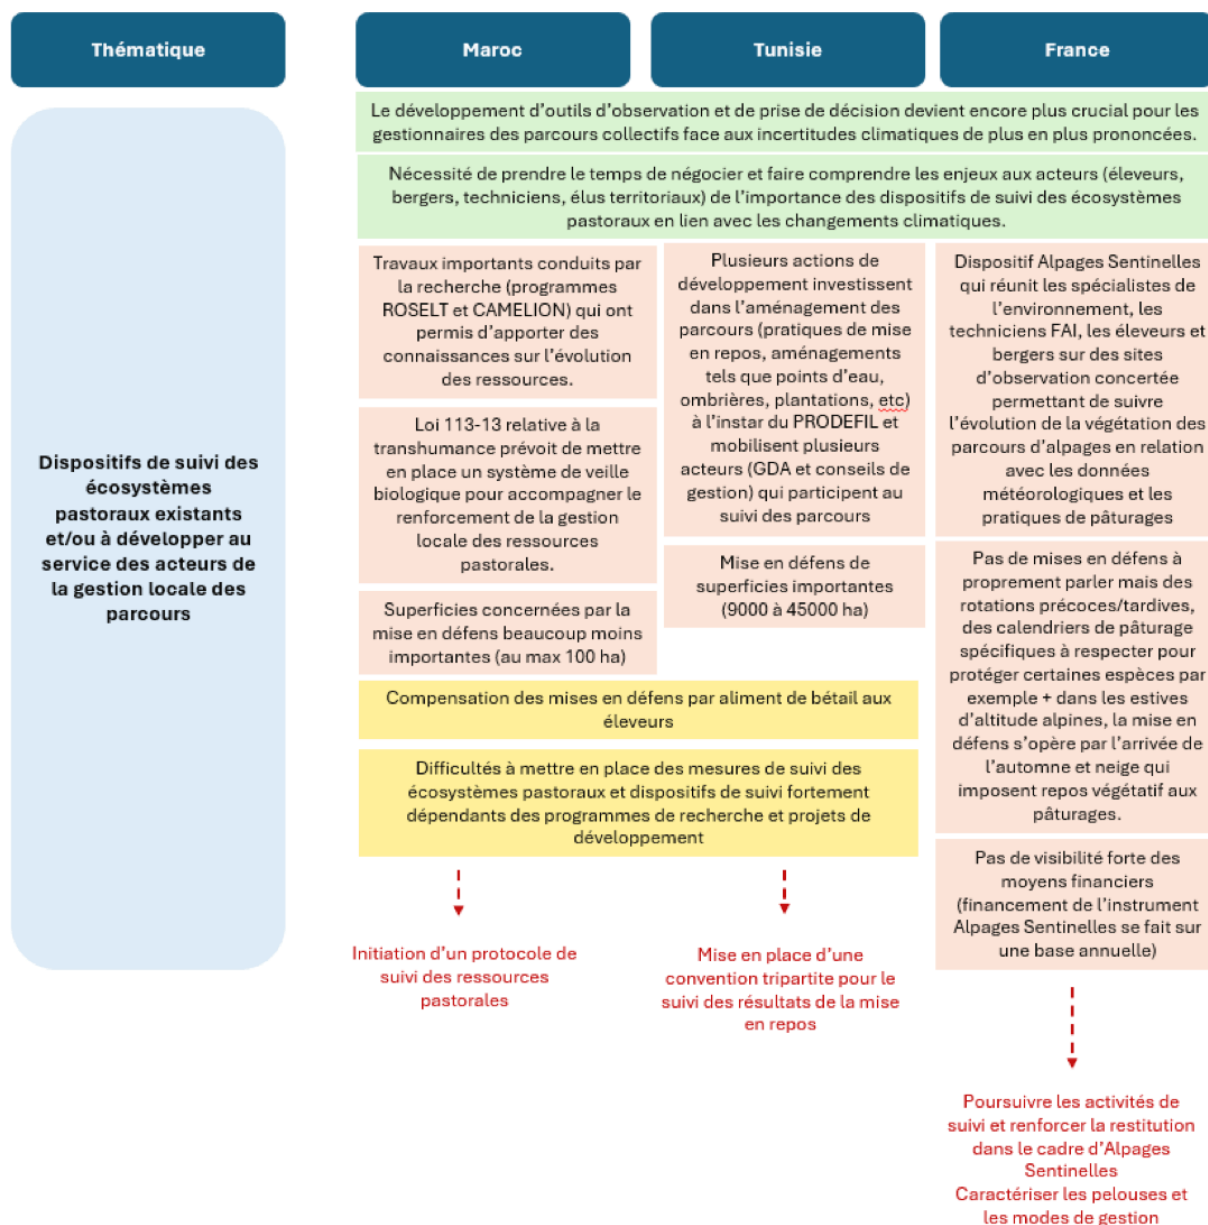 Thématique
Maroc
Tunisie
France
Le développement d'outils d'observation et de prise de décision devient encore plus crucial pour les
gestionnaires des parcours collectifs face aux incertitudes climatiques de plus en plus prononcées.
Nécessité de prendre le temps de négocier et faire comprendre les enjeux aux acteurs (éleveurs,
bergers, techniciens, élus territoriaux) de l'importance des dispositifs de suivi des écosystèmes
pastoraux en lien avec les changements climatiques.
Dispositifs de suivi des
écosystèmes
pastoraux existants
et/ou à développer au
service des acteurs de
la gestion locale des
parcours
Travaux importants conduits par
la recherche (programmes
ROSELT et CAMELION) qui ont
permis d'apporter des
connaissances sur l'évolution
des ressources.
Loi 113-13 relative à la
transhumance prévoit de mettre
en place un système de veille
biologique pour accompagner le
renforcement de la gestion
locale des ressources
pastorales.
Superficies concernées par la
mise en défens beaucoup moins
importantes (au max 100 ha)
Plusieurs actions de
développement investissent
dans l'aménagement des
parcours (pratiques de mise
en repos, aménagements
tels que points d'eau,
ombrières, plantations, etc)
à l'instar du PRODEFIL et
mobilisent plusieurs
acteurs (GDA et conseils de
gestion) qui participent au
suivi des parcours
Mise en défens de
superficies importantes
(9000 à 45000 ha)
Dispositif Alpages Sentinelles
qui réunit les spécialistes de
l'environnement, les
techniciens FAI, les éleveurs et
bergers sur des sites
d'observation concertée
permettant de suivre
l'évolution de la végétation des
parcours d'alpages en relation
avec les données
météorologiques et les
pratiques de pâturages
Pas de mises en défens à
proprement parler mais des
rotations précoces/tardives,
des calendriers de pâturage
spécifiques à respecter pour
protéger certaines espèces par
exemple + dans les estives
d'altitude alpines, la mise en
défens s'opère par l'arrivée de
l'automne et neige qui
imposent repos végétatif aux
pâturages.
Pas de visibilité forte des
moyens financiers
(financement de l'instrument
Alpages Sentinelles se fait sur
une base annuelle)
Compensation des mises en défens par aliment de bétail aux
éleveurs
Difficultés à mettre en place des mesures de suivi des
écosystèmes pastoraux et dispositifs de suivi fortement
dépendants des programmes de recherche et projets de
développement
Initiation d'un protocole de
suivi des ressources
pastorales
Mise en place d'une
convention tripartite pour le
suivi des résultats de la mise
en repos
Poursuivre les activités de
suivi et renforcer la restitution
dans le cadre d'Alpages
Sentinelles
Caractériser les pelouses et
les modes de gestion